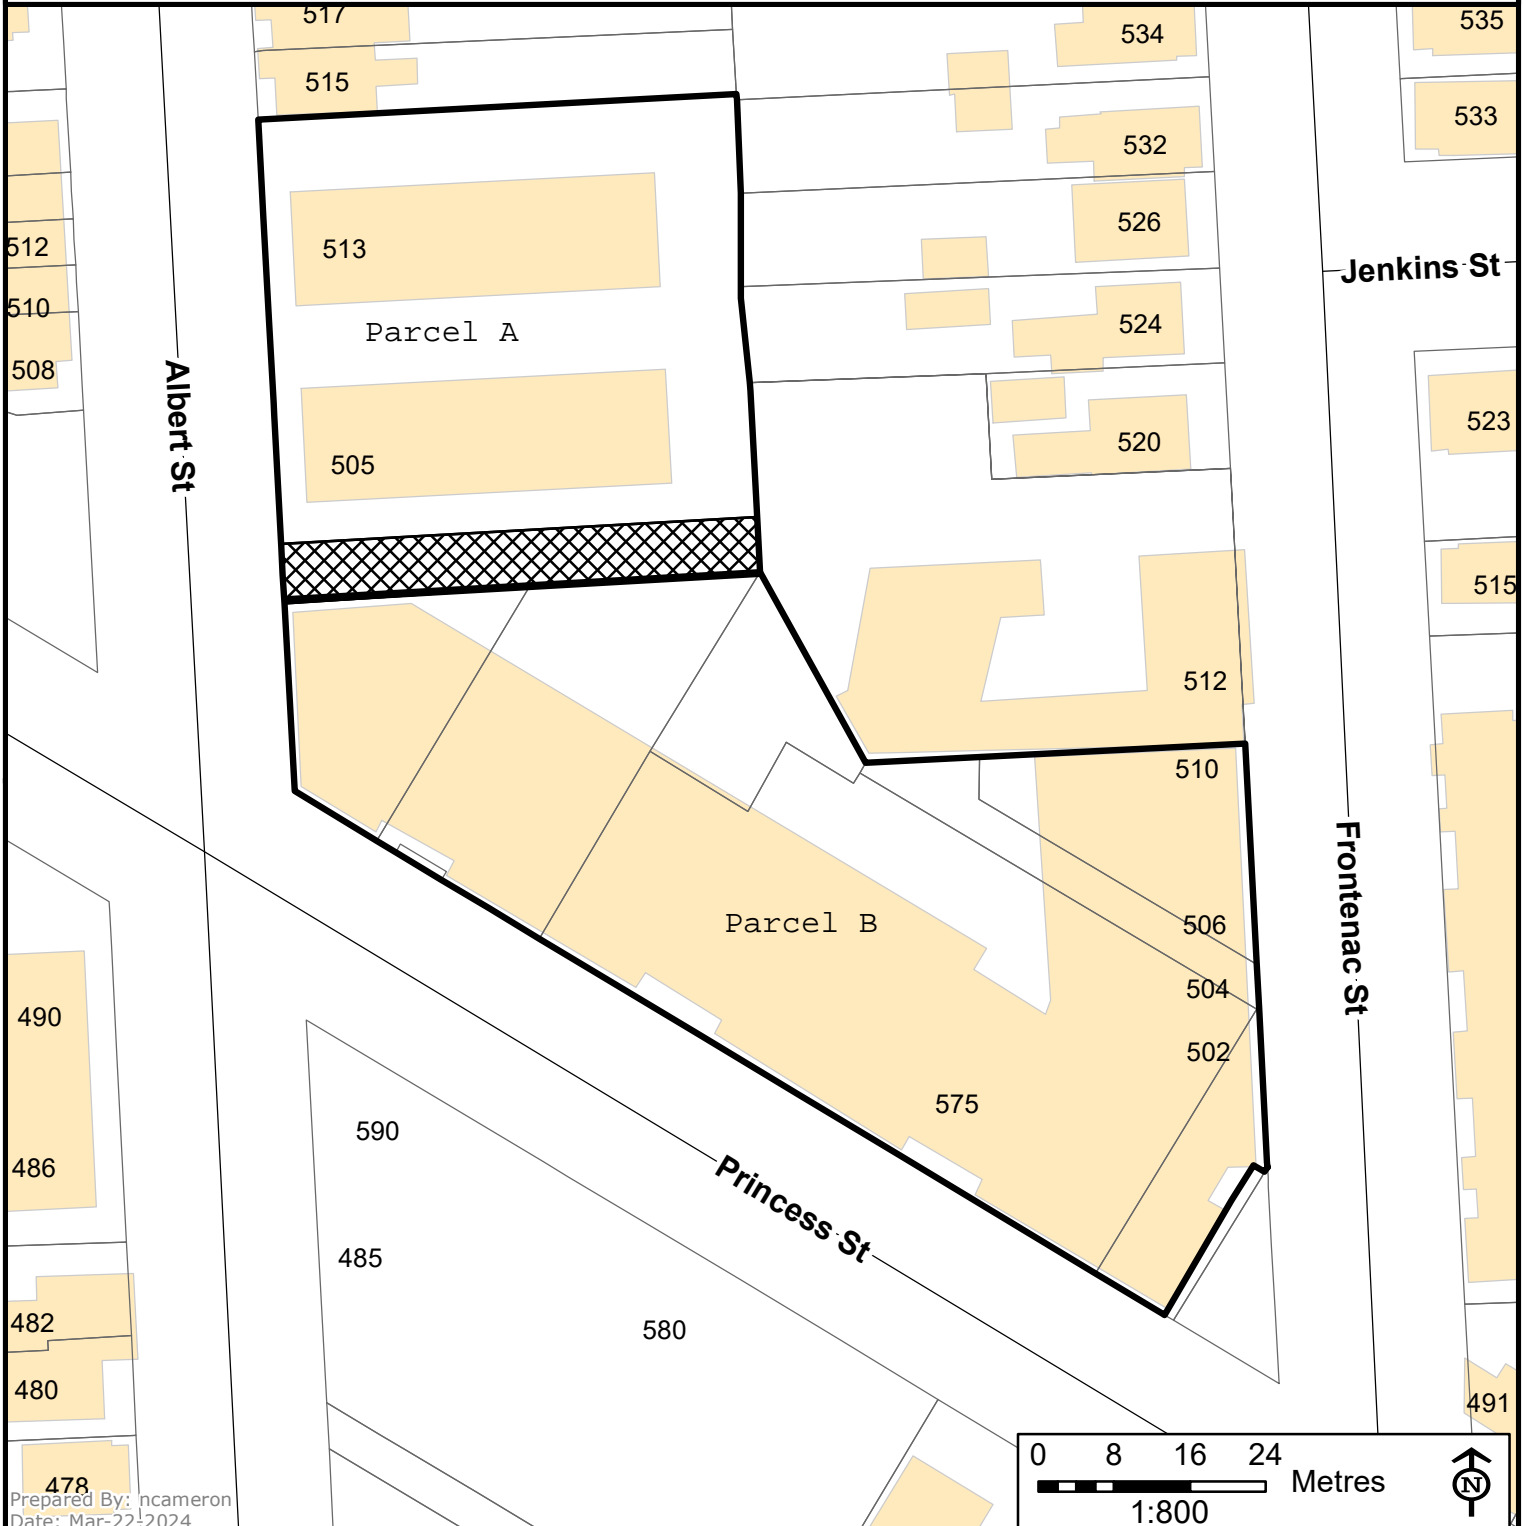 517
534
535
515
533
532
526
513
512
Jenkins St
510
524
Parcel A
508
Albert St
523
520
505
515
512
510
Parcel B
506
Frontenac St
504
490
502
575
590
486
Princess St
485
482
580
480
491
478
0 8 16 24
Metres
1:800
N
Prepared By: ncameron
Date: Mar-22-2024